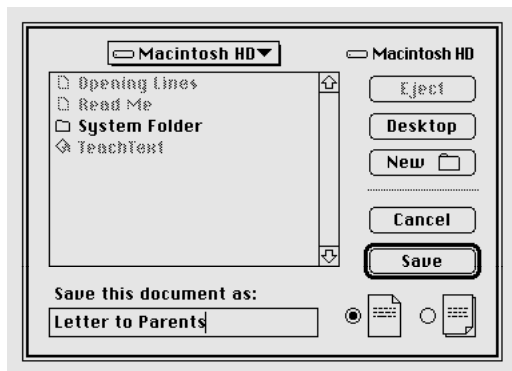 Macintosh HD
Macintosh HD
Opening Lines
Read Me
System Folder
TeachText
Eject
Desktop
New
Cancel
Save
Save this document as:
Letter to Parents